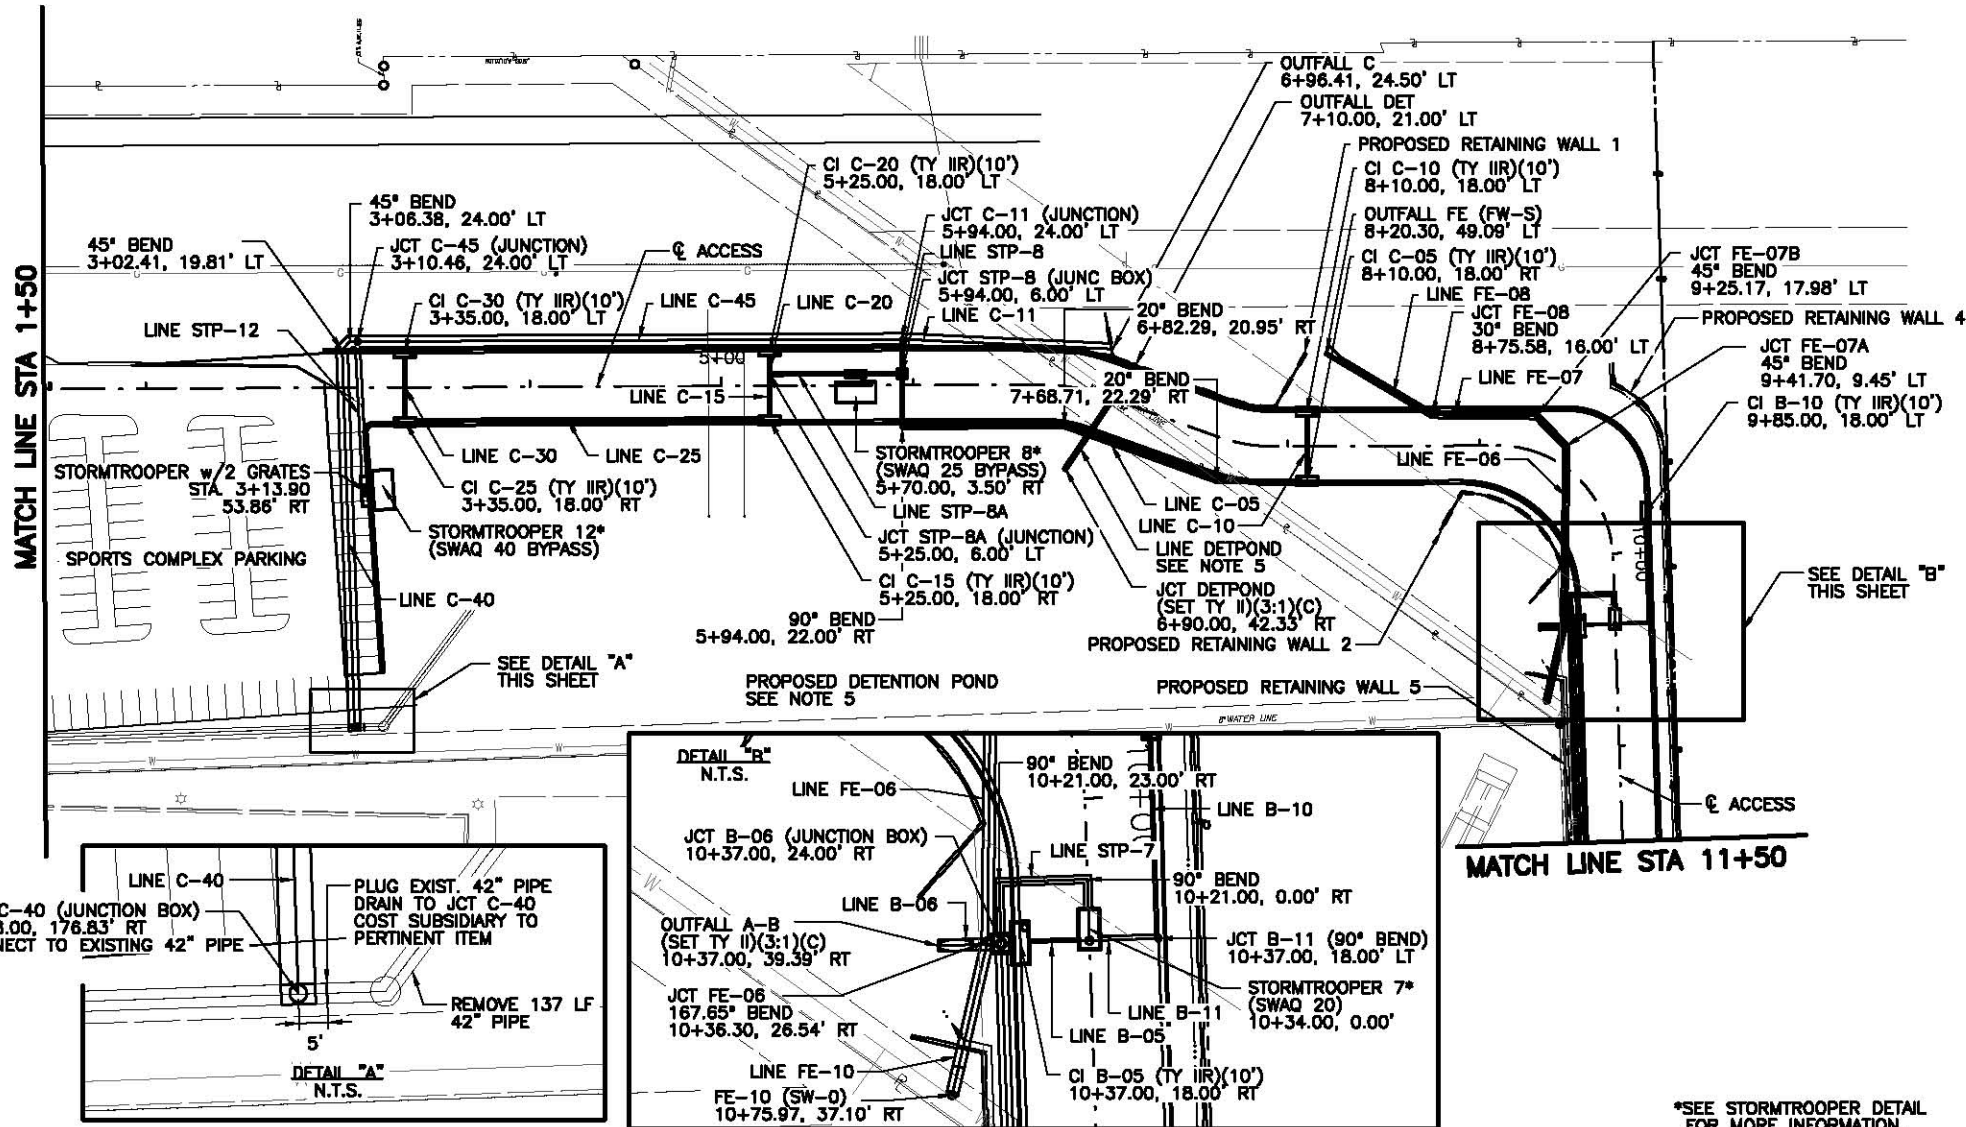 MATCH LINE STA 1+50
OUTFALL C
6+96.41, 24.50' LT
OUTFALL DET
7+10.00, 21.00' LT
PROPOSED RETAINING WALL 1
CI C-20 (TY IIR)(10')
5+25.00, 18.00' LT
CI C-10 (TY IIR)(10')
8+10.00, 18.00' LT
45° BEND
3+06.38, 24.00' LT
JCT C-11 (JUNCTION)
5+94.00, 24.00' LT
OUTFALL FE (FW-S)
8+20.30, 49.09' LT
45° BEND
3+02.41, 19.81' LT
JCT C-45 (JUNCTION)
3+10.46, 24.00' LT
℄ ACCESS
LINE STP-8
CI C-05 (TY IIR)(10')
8+10.00, 18.00' RT
JCT FE-07B
45° BEND
9+25.17, 17.98' LT
JCT STP-8 (JUNC BOX)
5+94.00, 6.00' LT
CI C-30 (TY IIR)(10')
3+35.00, 18.00' LT
LINE C-45
LINE C-20
LINE C-11
20° BEND
6+82.29, 20.95' RT
LINE FE-08
JCT FE-08
30° BEND
8+75.58, 16.00' LT
PROPOSED RETAINING WALL 4
LINE STP-12
JCT FE-07A
45° BEND
9+41.70, 9.45' LT
5+00
20° BEND
7+68.71, 22.29' RT
LINE FE-07
LINE C-15
CI B-10 (TY IIR)(10')
9+85.00, 18.00' LT
STORMTROOPER w/2 GRATES
STA. 3+13.90
53.86' RT
LINE C-30
LINE C-25
STORMTROOPER 8*
(SWAQ 25 BYPASS)
5+70.00, 3.50' RT
LINE FE-06
CI C-25 (TY IIR)(10')
3+35.00, 18.00' RT
LINE STP-8A
LINE C-05
LINE C-10
STORMTROOPER 12*
(SWAQ 40 BYPASS)
JCT STP-8A (JUNCTION)
5+25.00, 6.00' LT
LINE DETPOND
SEE NOTE 5
10+00
SPORTS COMPLEX PARKING
CI C-15 (TY IIR)(10')
5+25.00, 18.00' RT
JCT DETPOND
(SET TY II)(3:1)(C)
6+90.00, 42.33' RT
SEE DETAIL "B"
THIS SHEET
LINE C-40
90° BEND
5+94.00, 22.00' RT
PROPOSED RETAINING WALL 2
SEE DETAIL "A"
THIS SHEET
PROPOSED DETENTION POND
SEE NOTE 5
PROPOSED RETAINING WALL 5
8" WATER LINE
℄ ACCESS
MATCH LINE STA 11+50
DETAIL "B"
N.T.S.
90° BEND
10+21.00, 23.00' RT
LINE FE-06
LINE B-10
JCT B-06 (JUNCTION BOX)
10+37.00, 24.00' RT
LINE STP-7
90° BEND
10+21.00, 0.00' RT
LINE B-06
OUTFALL A-B
(SET TY II)(3:1)(C)
10+37.00, 39.39' RT
JCT B-11 (90° BEND)
10+37.00, 18.00' LT
JCT FE-06
167.65° BEND
10+36.30, 26.54' RT
STORMTROOPER 7*
(SWAQ 20)
10+34.00, 0.00'
LINE B-11
LINE B-05
LINE FE-10
CI B-05 (TY IIR)(10')
10+37.00, 18.00' RT
FE-10 (SW-0)
10+75.97, 37.10' RT
LINE C-40
C-40 (JUNCTION BOX)
.00, 176.83' RT
TO EXISTING 42" PIPE
PLUG EXIST. 42" PIPE
DRAIN TO JCT C-40
COST SUBSIDIARY TO
PERTINENT ITEM
REMOVE 137 LF
42" PIPE
5'
DETAIL "A"
N.T.S.
*SEE STORMTROOPER DETAIL
FOR MORE INFORMATION